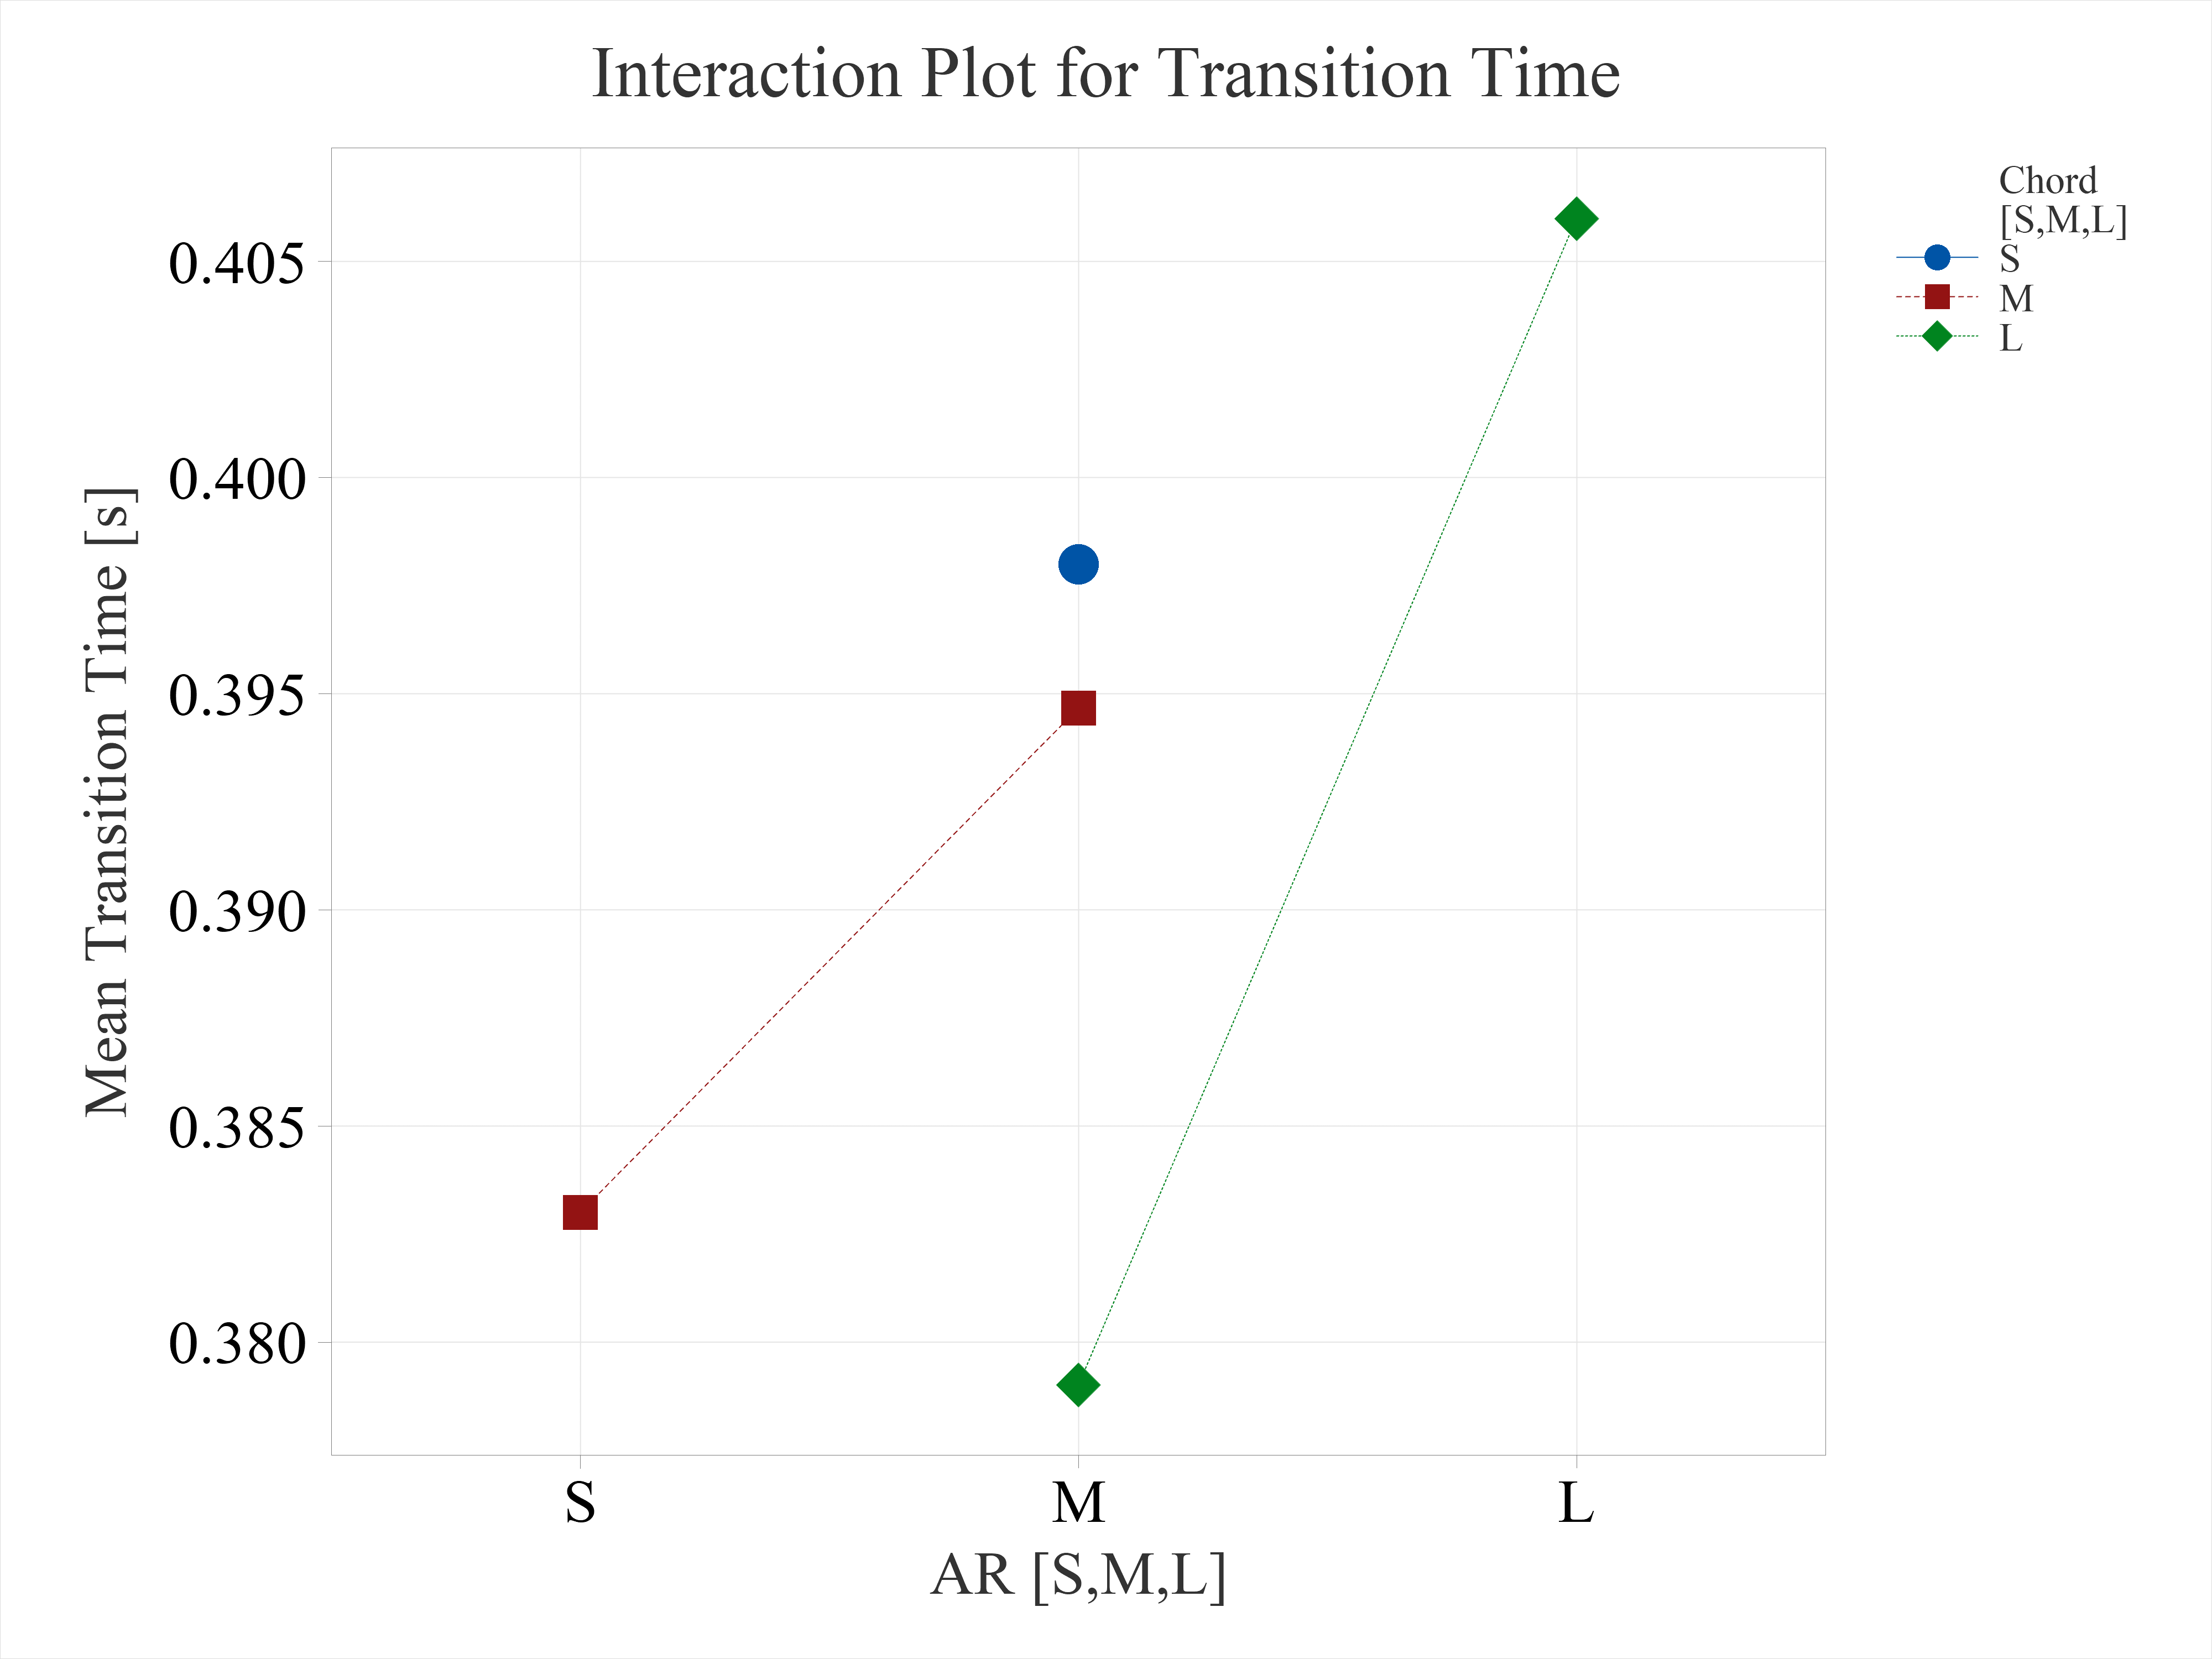 Interaction Plot for Transition Time
Chord
[S,M,L]
S
M
L
Mean Transition Time [s]
0.405
0.400
0.395
0.390
0.385
0.380
S
M
L
AR [S,M,L]